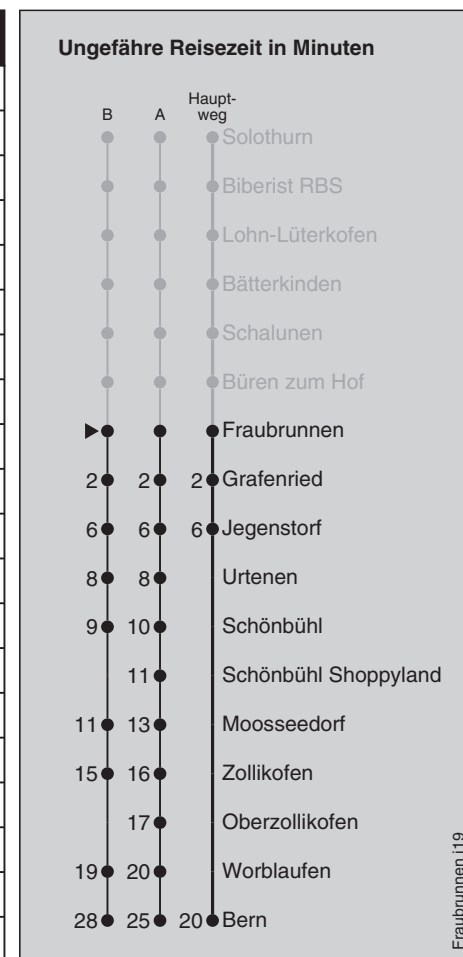 Ungefähre Reisezeit in Minuten
B A Haupt-
weg
Solothurn
Biberist RBS
Lohn-Lüterkofen
Bätterkinden
Schalunen
Büren zum Hof
Fraubrunnen
2 2 2 Grafenried
6 6 6 Jegenstorf
8 8 Urtenen
9 10 Schönbühl
11 Schönbühl Shoppyland
11 13 Moosseedorf
15 16 Zollikofen
17 Oberzollikofen
19 20 Worblaufen
28 25 20 Bern
Fraubrunnen j19